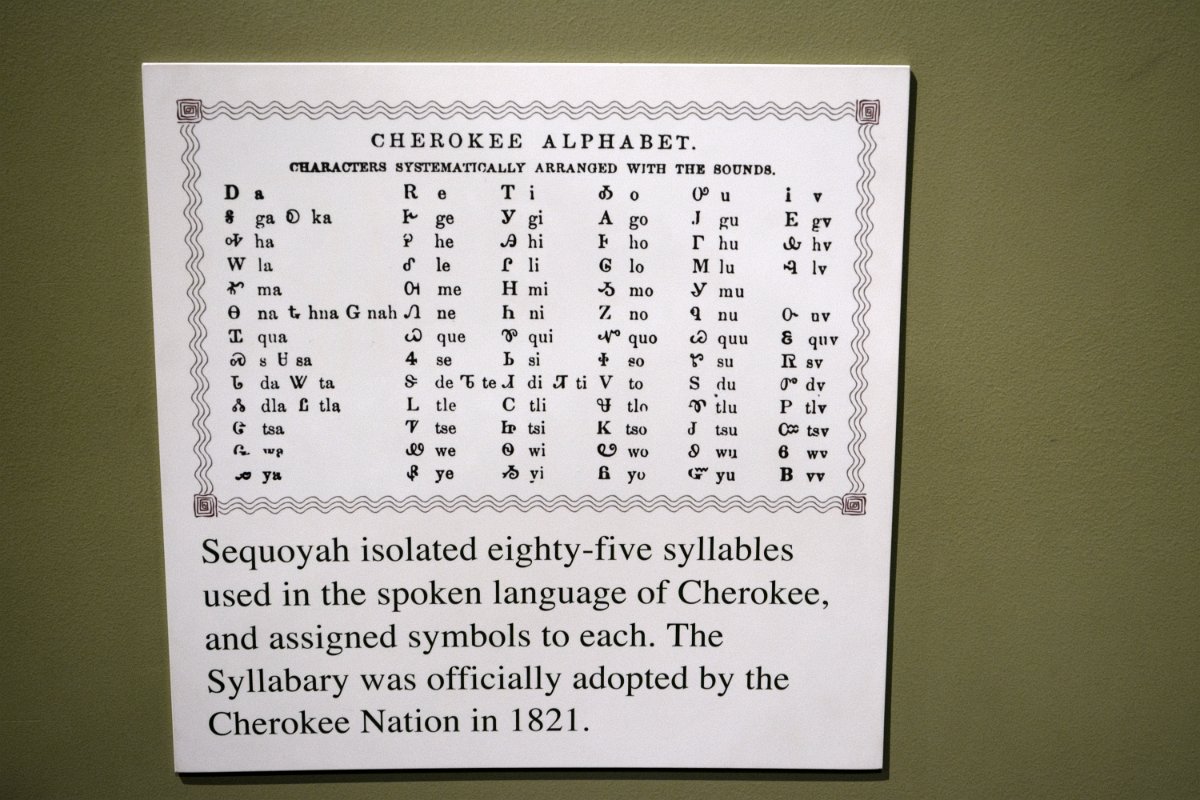 CHEROKEE ALPHABET.
CHARACTERS SYSTEMATICALLY ARRANGED WITH THE SOUNDS.
Ꭰ a Ꭱ e Ꭲ i Ꭳ o Ꭴ u Ꭵ v
Ꭶ ga Ꭷ ka Ꭸ ge Ꭹ gi Ꭺ go Ꭻ gu Ꭼ gv
Ꭽ ha Ꭾ he Ꭿ hi Ꮀ ho Ꮁ hu Ꮂ hv
Ꮃ la Ꮄ le Ꮅ li Ꮆ lo Ꮇ lu Ꮈ lv
Ꮉ ma Ꮊ me Ꮋ mi Ꮌ mo Ꮍ mu
Ꮎ na Ꮏ hna Ꮐ nah Ꮑ ne Ꮒ ni Ꮓ no Ꮔ nu Ꮕ nv
Ꮖ qua Ꮗ que Ꮘ qui Ꮙ quo Ꮚ quu Ꮛ quv
Ꮝ s Ꮜ sa Ꮞ se Ꮟ si Ꮠ so Ꮡ su Ꮢ sv
Ꮣ da Ꮤ ta Ꮥ de Ꮦ te Ꮧ di Ꮨ ti Ꮩ to Ꮪ du Ꮫ dv
Ꮬ dla Ꮭ tla Ꮮ tle Ꮯ tli Ꮰ tlo Ꮱ tlu Ꮲ tlv
Ꮳ tsa Ꮴ tse Ꮵ tsi Ꮶ tso Ꮷ tsu Ꮸ tsv
Ꮹ wa Ꮺ we Ꮻ wi Ꮼ wo Ꮽ wu Ꮾ wv
Ꮿ ya Ᏸ ye Ᏹ yi Ᏺ yo Ᏻ yu Ᏼ vv
Sequoyah isolated eighty-five syllables
used in the spoken language of Cherokee,
and assigned symbols to each. The
Syllabary was officially adopted by the
Cherokee Nation in 1821.